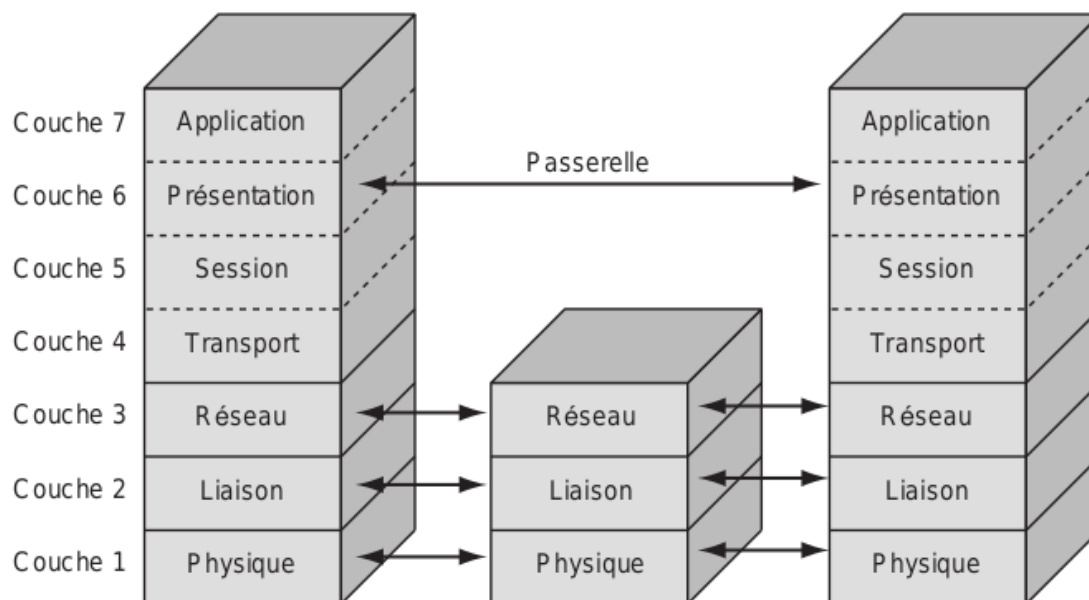 Couche 7 Application Application
Passerelle
Couche 6 Présentation Présentation
Couche 5 Session Session
Couche 4 Transport Transport
Couche 3 Réseau Réseau Réseau
Couche 2 Liaison Liaison Liaison
Couche 1 Physique Physique Physique